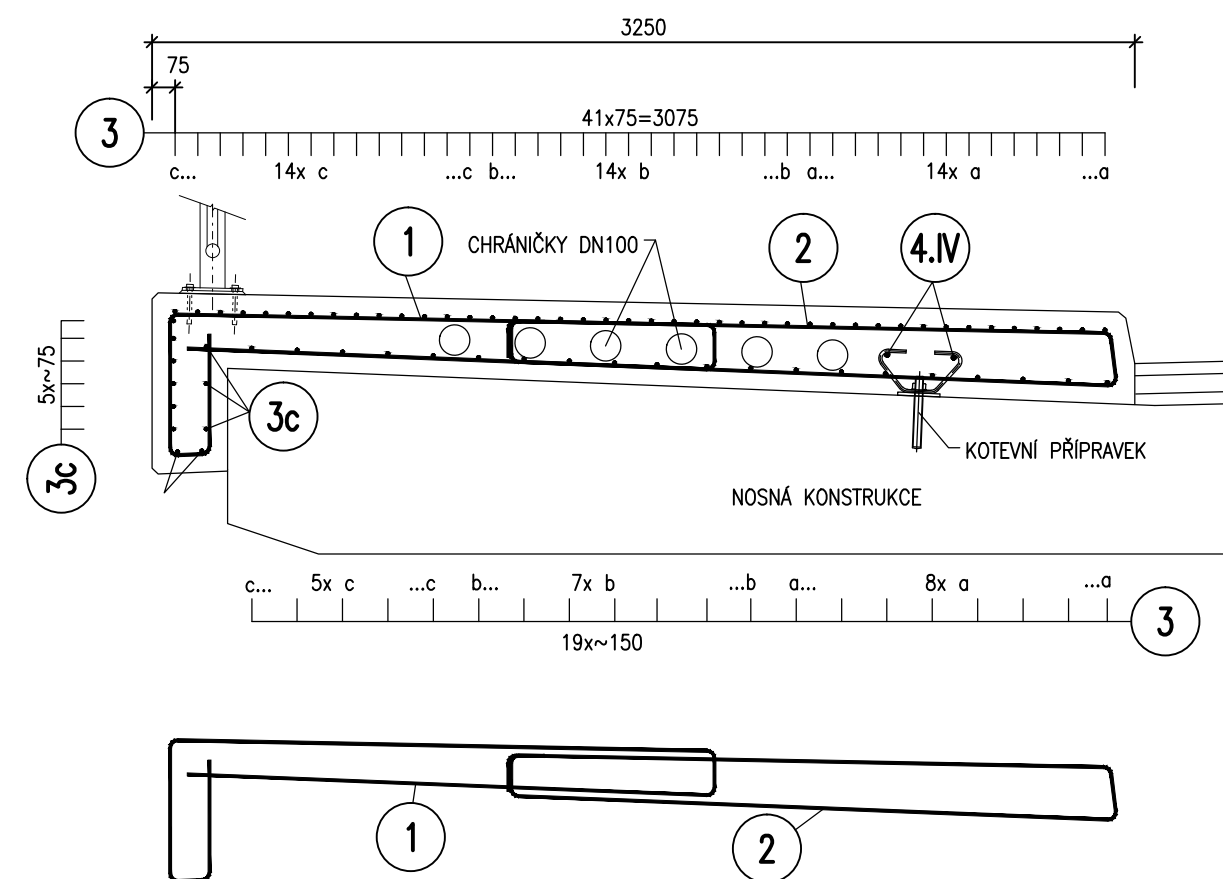 3250
75
3
41x75=3075
c... 14x c ...c b... 14x b ...b a... 14x a ...a
1
CHRÁNIČKY DN100
2
4.IV
5x~75
3c
3c
KOTEVNÍ PŘÍPRAVEK
NOSNÁ KONSTRUKCE
c... 5x c ...c b... 7x b ...b a... 8x a ...a
3
19x~150
1
2